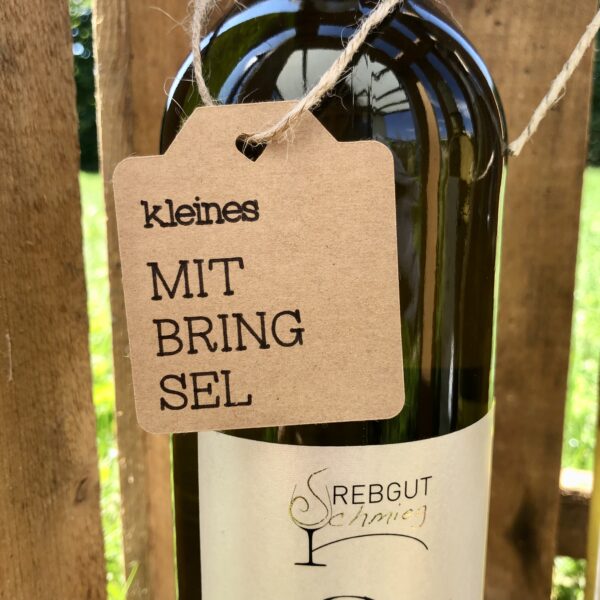 kleines
MIT
BRING
SEL
REBGUT
Schmieg